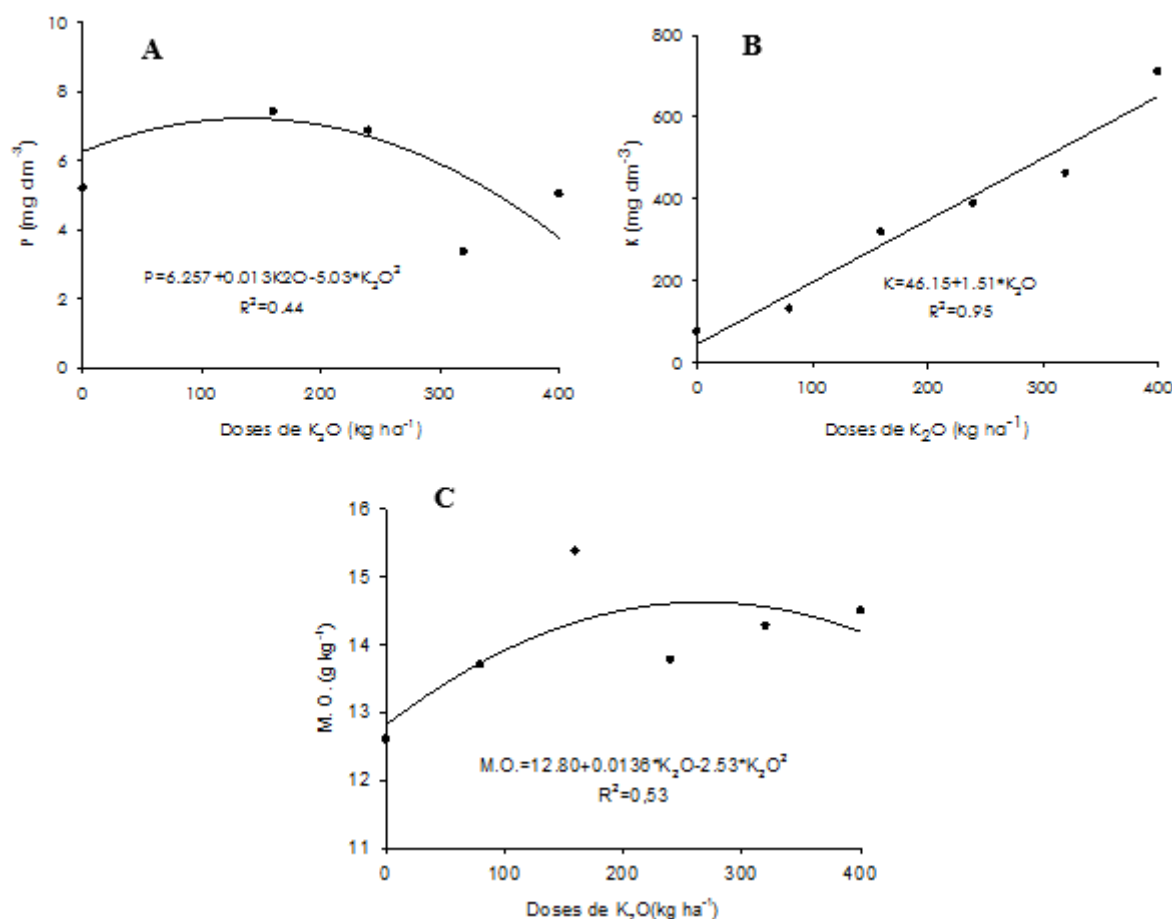 A
10
8
6
4
2
0
P (mg dm⁻³)
P=6.257+0.013K2O-5.03*K₂O²
R²=0.44
0 100 200 300 400
Doses de K₂O (kg ha⁻¹)
B
800
600
400
200
0
K (mg dm⁻³)
K=46.15+1.51*K₂O
R²=0.95
0 100 200 300 400
Doses de K₂O (kg ha⁻¹)
C
16
15
14
13
12
11
M. O. (g kg⁻¹)
M.O.=12.80+0.0136*K₂O-2.53*K₂O²
R²=0,53
0 100 200 300 400
Doses de K₂O(kg ha⁻¹)